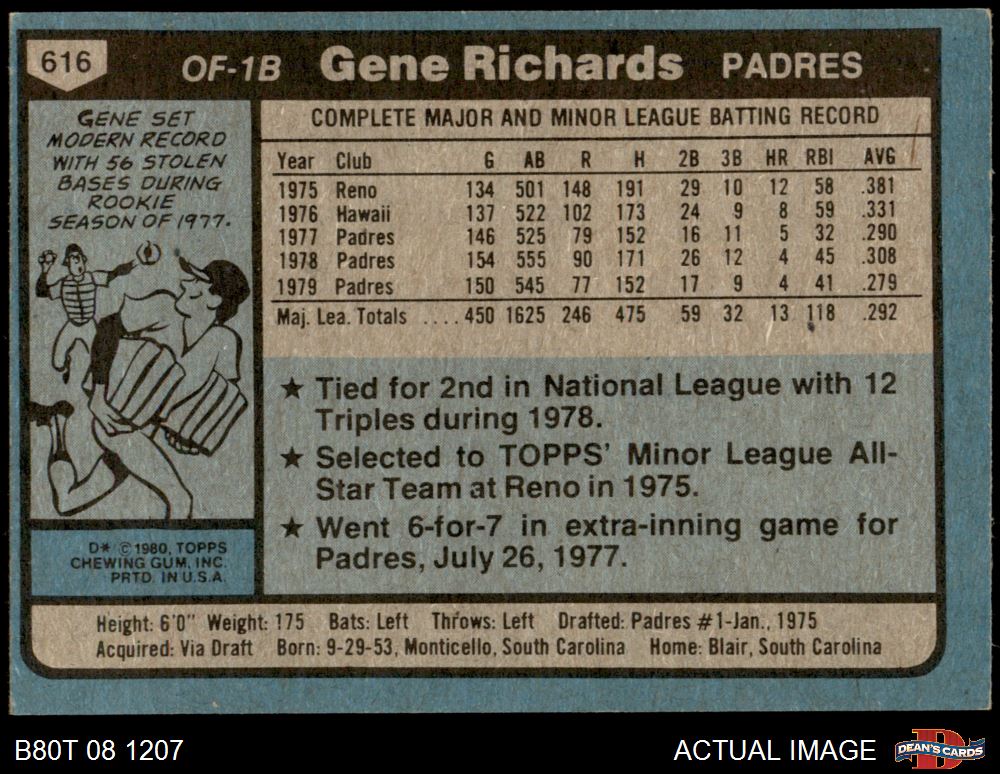 616 OF-1B Gene Richards PADRES
GENE SET
MODERN RECORD
WITH 56 STOLEN
BASES DURING
ROOKIE
SEASON OF 1977.
COMPLETE MAJOR AND MINOR LEAGUE BATTING RECORD
Year Club G AB R H 2B 3B HR RBI AVG
1975 Reno 134 501 148 191 29 10 12 58 .381
1976 Hawaii 137 522 102 173 24 9 8 59 .331
1977 Padres 146 525 79 152 16 11 5 32 .290
1978 Padres 154 555 90 171 26 12 4 45 .308
1979 Padres 150 545 77 152 17 9 4 41 .279
Maj. Lea. Totals .... 450 1625 246 475 59 32 13 118 .292
★ Tied for 2nd in National League with 12
Triples during 1978.
★ Selected to TOPPS' Minor League All-
Star Team at Reno in 1975.
★ Went 6-for-7 in extra-inning game for
Padres, July 26, 1977.
D* © 1980, TOPPS
CHEWING GUM, INC.
PRTD. IN U.S.A.
Height: 6'0" Weight: 175 Bats: Left Throws: Left Drafted: Padres #1-Jan., 1975
Acquired: Via Draft Born: 9-29-53, Monticello, South Carolina Home: Blair, South Carolina
B80T 08 1207 ACTUAL IMAGE
D
DEAN'S CARDS